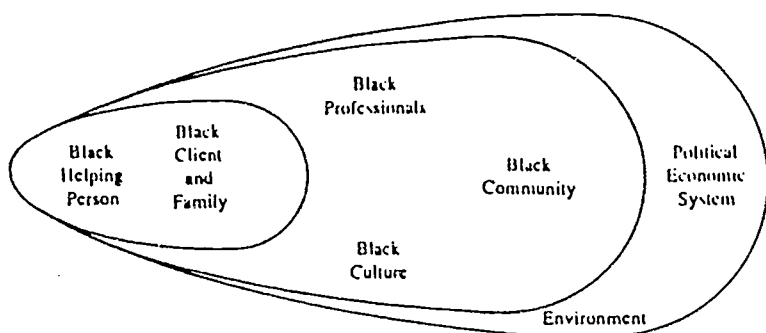 Black
Helping
Person
Black
Client
and
Family
Black
Professionals
Black
Community
Black
Culture
Political
Economic
System
Environment